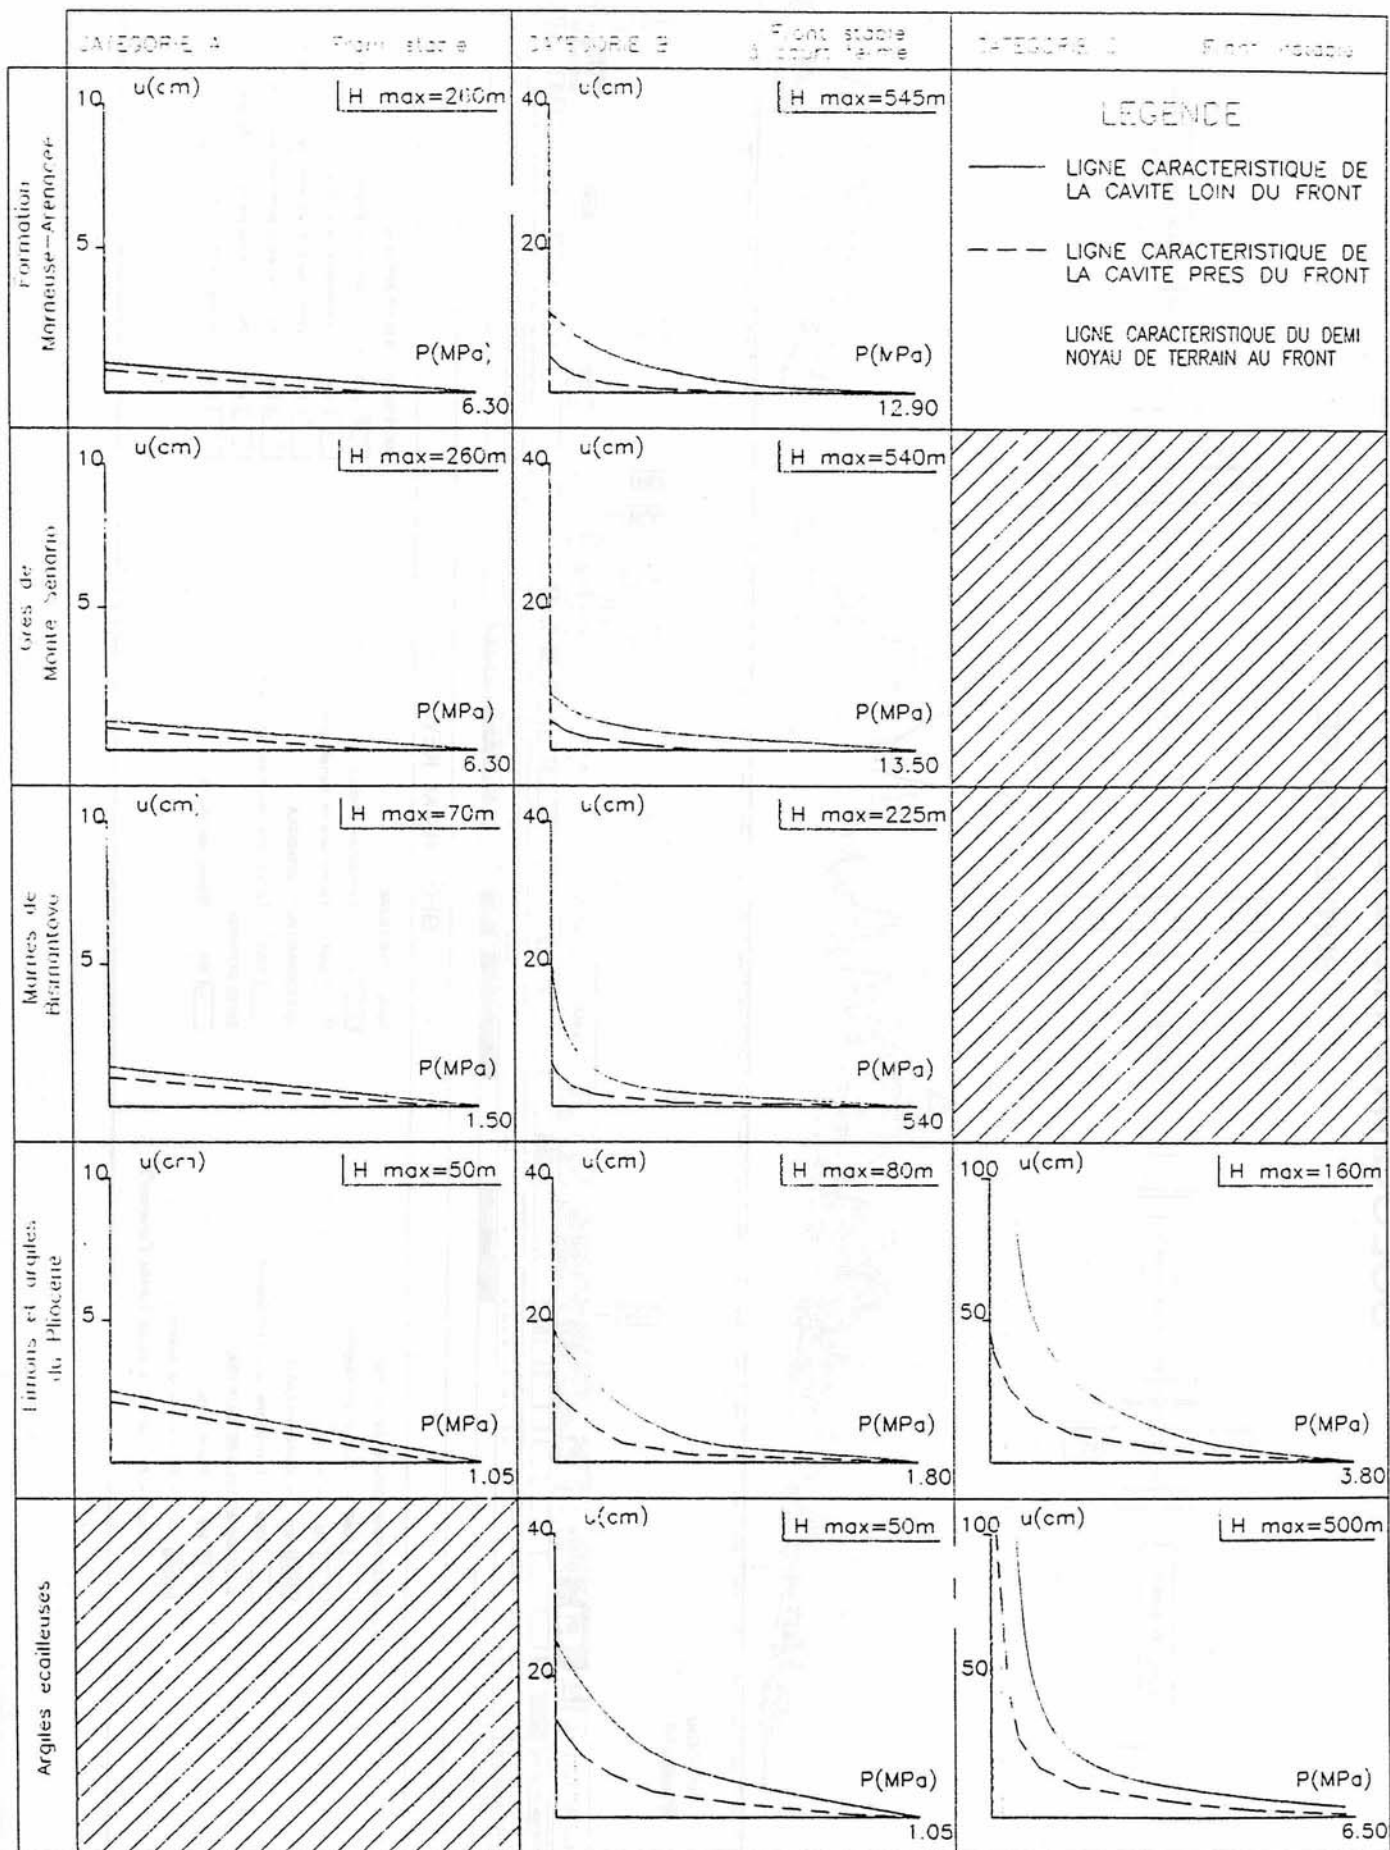 CATEGORIE A Front stable
CATEGORIE B Front stable
à court terme
CATEGORIE C Front instable
Formation
Marneuse-Arenacee
10 u(cm) H max=260m
5
P(MPa)
6.30
40 u(cm) H max=545m
20
P(MPa)
12.90
LEGENDE
LIGNE CARACTERISTIQUE DE
LA CAVITE LOIN DU FRONT
LIGNE CARACTERISTIQUE DE
LA CAVITE PRES DU FRONT
LIGNE CARACTERISTIQUE DU DEMI
NOYAU DE TERRAIN AU FRONT
Gres de
Monte Senario
10 u(cm) H max=260m
5
P(MPa)
6.30
40 u(cm) H max=540m
20
P(MPa)
13.50
Marnes de
Bismantova
10 u(cm) H max=70m
5
P(MPa)
1.50
40 u(cm) H max=225m
20
P(MPa)
540
Limons et argiles
du Pliocene
10 u(cm) H max=50m
5
P(MPa)
1.05
40 u(cm) H max=80m
20
P(MPa)
1.80
100 u(cm) H max=160m
50
P(MPa)
3.80
Argiles ecailleuses
40 u(cm) H max=50m
20
P(MPa)
1.05
100 u(cm) H max=500m
50
P(MPa)
6.50